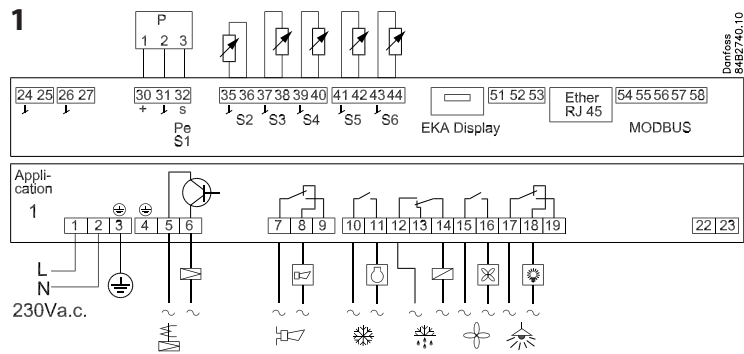 1
P
1 2 3
Danfoss
84B2740.10
24 25 26 27 30 31 32 35 36 37 38 39 40 41 42 43 44 51 52 53 Ether RJ 45 54 55 56 57 58
+ s S2 S3 S4 S5 S6
Pe
S1
EKA Display
MODBUS
Appli-
cation
1
1 2 3 4 5 6 7 8 9 10 11 12 13 14 15 16 17 18 19 22 23
L
N
230Va.c.